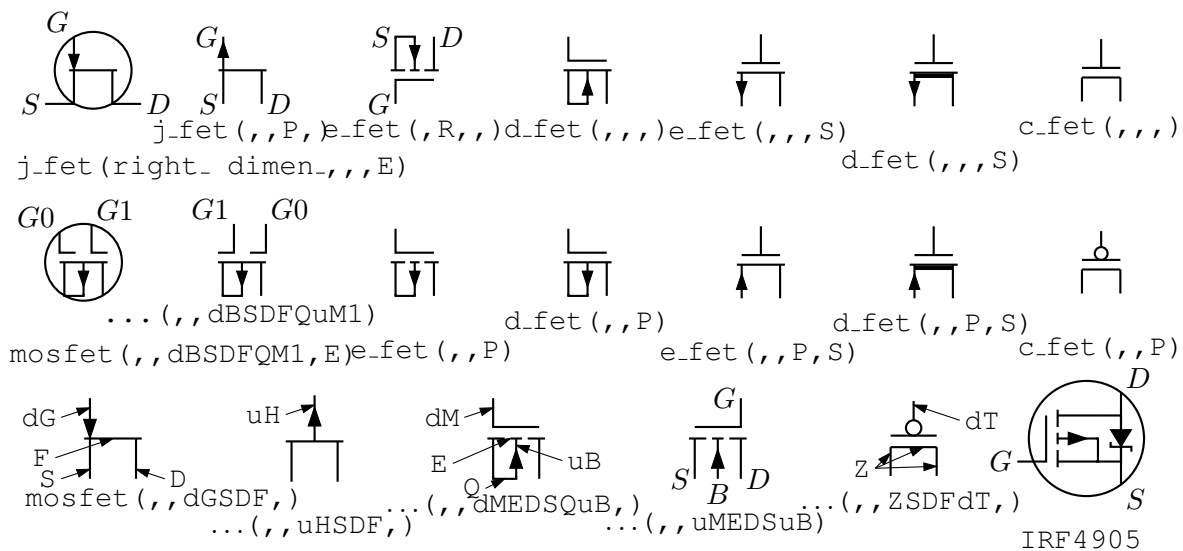 G
G
S
D
S
D
S
D
G
j_fet(,,P,)
e_fet(,R,,)
d_fet(,,,)
e_fet(,,,S)
c_fet(,,,)
j_fet(right_ dimen_,,,E)
d_fet(,,,S)
G0
G1
G1
G0
...(,,dBSDFQuM1)
d_fet(,,P)
d_fet(,,P,S)
mosfet(,,dBSDFQM1,E)
e_fet(,,P)
e_fet(,,P,S)
c_fet(,,P)
dG
F
S
D
mosfet(,,dGSDF,)
uH
...(,,uHSDF,)
dM
E
uB
Q
...(,,dMEDSQuB,)
G
S
B
D
...(,,uMEDSuB)
dT
Z
...(,,ZSDFdT,)
D
G
S
IRF4905